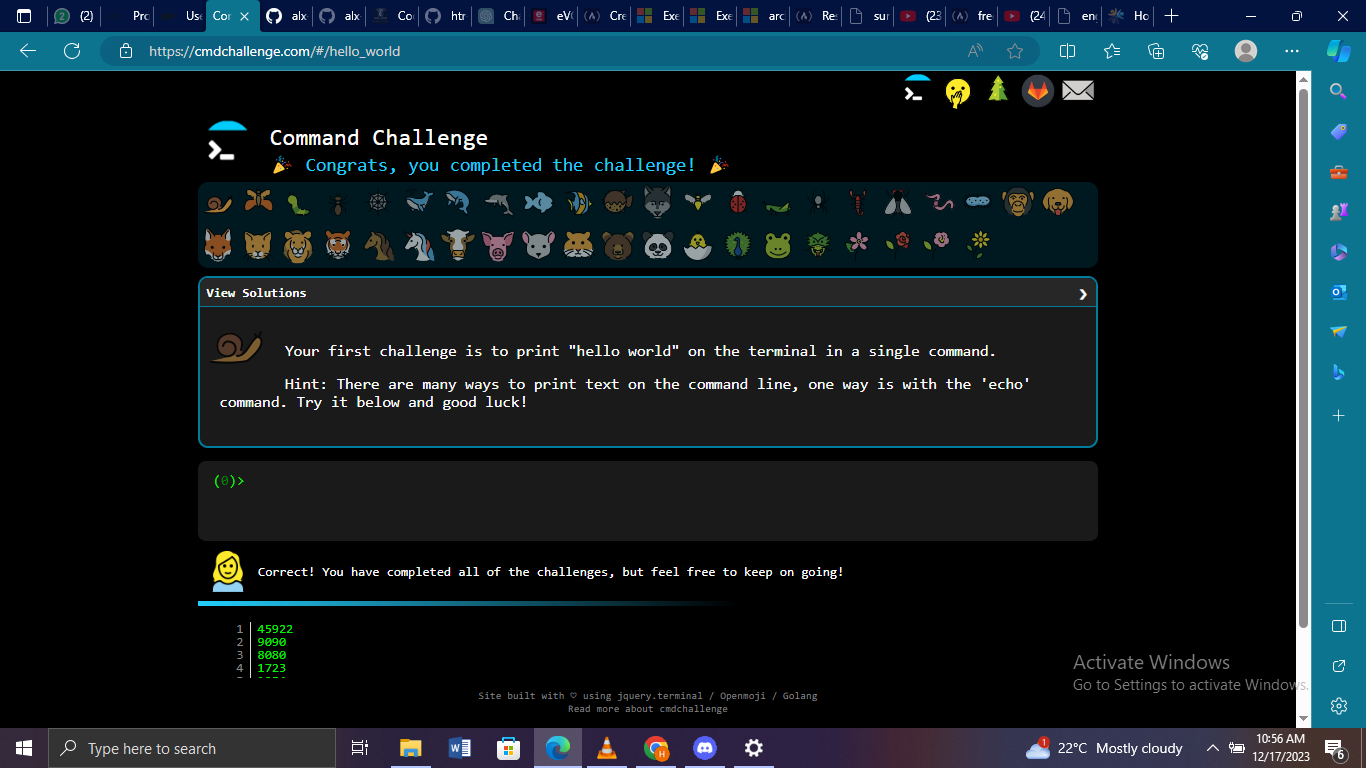 (2) Pro Use Cor alx alx Co htr Cha eV( Cre Exe Exe arc Re: sur (23 fre (24 enc Ho
https://cmdchallenge.com/#/hello_world
Command Challenge
Congrats, you completed the challenge!
View Solutions
Your first challenge is to print "hello world" on the terminal in a single command.
Hint: There are many ways to print text on the command line, one way is with the 'echo'
command. Try it below and good luck!
(0)>
Correct! You have completed all of the challenges, but feel free to keep on going!
1 45922
2 9090
3 8080
4 1723
Activate Windows
Go to Settings to activate Windows.
Site built with ♡ using jquery.terminal / Openmoji / Golang
Read more about cmdchallenge
Type here to search
22°C Mostly cloudy
10:56 AM
12/17/2023
6